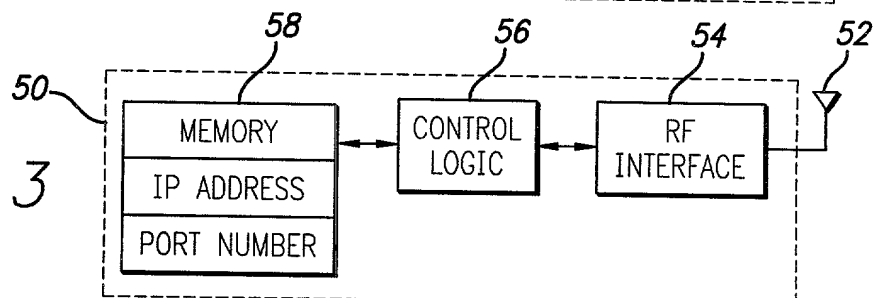 58
56
54
52
50
MEMORY
IP ADDRESS
PORT NUMBER
CONTROL
LOGIC
RF
INTERFACE
3